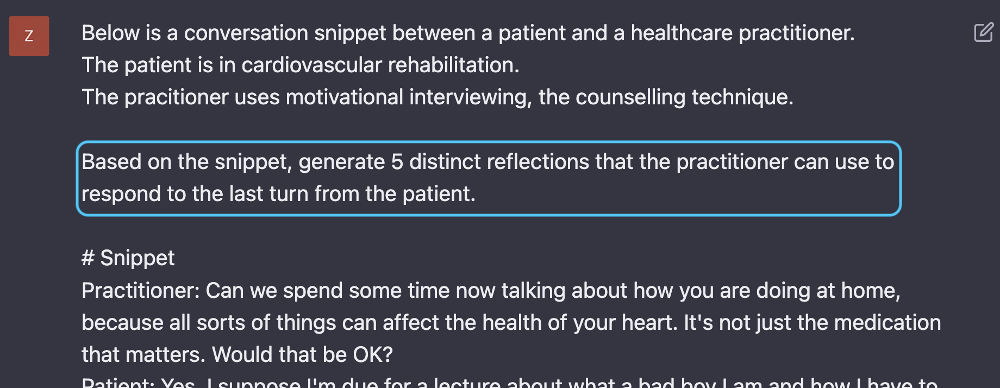 Z
Below is a conversation snippet between a patient and a healthcare practitioner.
The patient is in cardiovascular rehabilitation.
The pracitioner uses motivational interviewing, the counselling technique.
Based on the snippet, generate 5 distinct reflections that the practitioner can use to
respond to the last turn from the patient.
# Snippet
Practitioner: Can we spend some time now talking about how you are doing at home,
because all sorts of things can affect the health of your heart. It's not just the medication
that matters. Would that be OK?
Patient: Yes, I suppose I'm due for a lecture about what a bad boy I am and how I have to